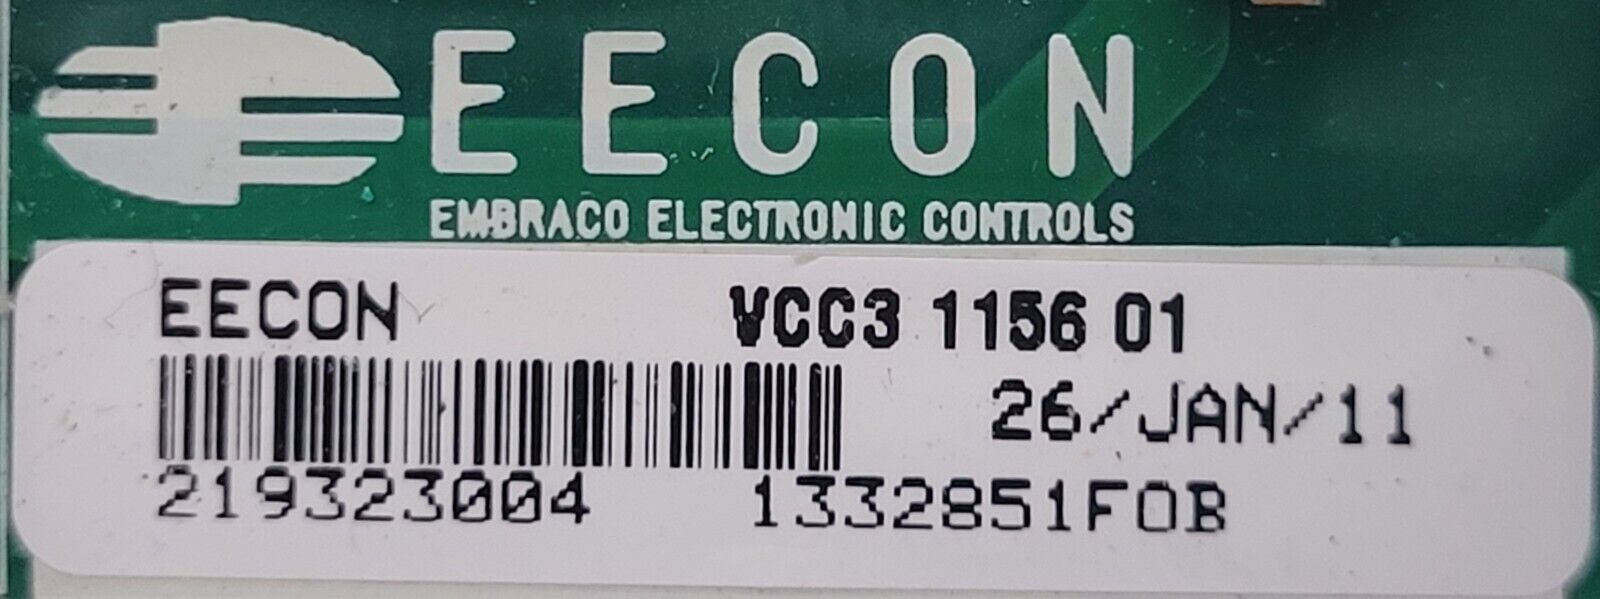 EECON
EMBRACO ELECTRONIC CONTROLS
EECON VCC3 1156 01
26/JAN/11
219323004 1332851F0B